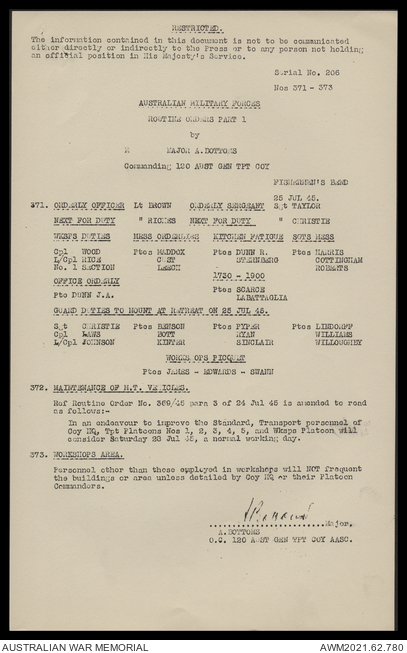 RESTRICTED.
The information contained in this document is not to be communicated
either directly or indirectly to the Press or to any person not holding
an official position in His Majesty's Service.
Serial No. 206
Nos 371 - 373
AUSTRALIAN MILITARY FORCES
ROUTINE ORDERS PART 1
by
MAJOR A.BOTTOMS
Commanding 120 AUST GEN TPT COY
FISHERMEN'S BEND
25 JUL 45.
371. ORDERLY OFFICER Lt BROWN ORDERLY SERGEANT Sgt TAYLOR
NEXT FOR DUTY " RICHES NEXT FOR DUTY " CHRISTIE
WKSPS DUTIES MESS ORDERLIES KITCHEN FATIGUE SGTS MESS
Cpl WOOD Ptes MADDOX Ptes DUNN R. Ptes HARRIS
L/Cpl RICE STERNBERG COTTINGHAM
No. 1 SECTION LEECH ROBERTS
1730 - 1900
OFFICE ORDERLY Ptes SCARCE
Pte DUNN J.A. LABATTAGLIA
GUARD DUTIES TO MOUNT AT RETREAT ON 25 JUL 45.
Sgt CHRISTIE Ptes BENSON Ptes PYPER Ptes LINDORFF
Cpl LAWS BOTT RYAN WILLIAMS
L/Cpl JOHNSON KINTER SINCLAIR WILLOUGHBY
WORKSHOPS PICQUET
Ptes JAMES - EDWARDS - SWANN
372. MAINTENANCE OF M.T. VEHICLES.
Ref Routine Order No. 369/45 para 3 of 24 Jul 45 is amended to read
as follows:-
In an endeavour to improve the Standard, Transport personnel of
Coy HQ, Tpt Platoons Nos 1, 2, 3, 4, 5, and Wksps Platoon will
consider Saturday 28 Jul 45, a normal working day.
373. WORKSHOPS AREA.
Personnel other than those employed in workshops will NOT frequent
the buildings or area unless detailed by Coy HQ or their Platoon
Commanders.
Major,
A.BOTTOMS
O.C. 120 AUST GEN TPT COY AASC.
AUSTRALIAN WAR MEMORIAL
AWM2021.62.780